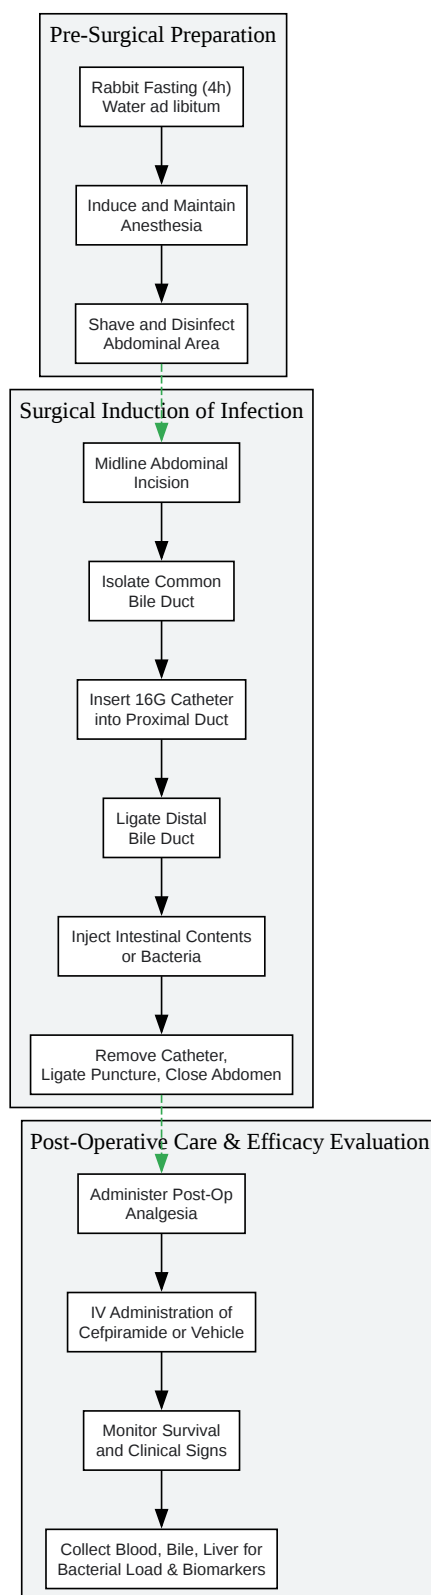 Pre-Surgical Preparation
Rabbit Fasting (4h)
Water ad libitum
Induce and Maintain
Anesthesia
Shave and Disinfect
Abdominal Area
Surgical Induction of Infection
Midline Abdominal
Incision
Isolate Common
Bile Duct
Insert 16G Catheter
into Proximal Duct
Ligate Distal
Bile Duct
Inject Intestinal Contents
or Bacteria
Remove Catheter,
Ligate Puncture, Close Abdomen
Post-Operative Care & Efficacy Evaluation
Administer Post-Op
Analgesia
IV Administration of
Cefpiramide or Vehicle
Monitor Survival
and Clinical Signs
Collect Blood, Bile, Liver for
Bacterial Load & Biomarkers